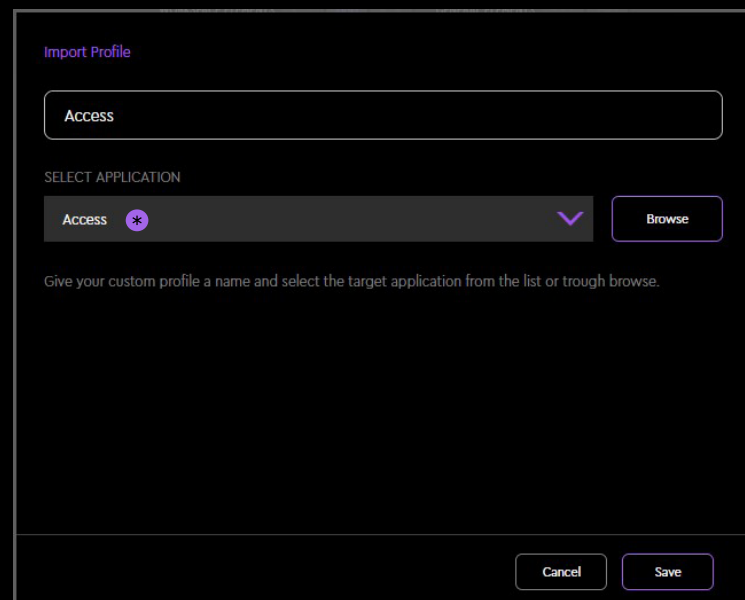 Import Profile
Access
SELECT APPLICATION
Access *
Browse
Give your custom profile a name and select the target application from the list or trough browse.
Cancel
Save